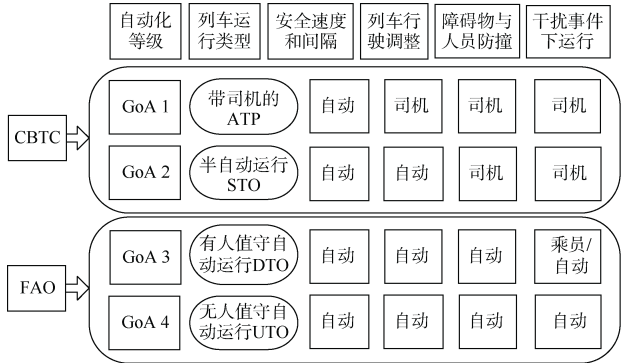 自动化
等级
列车运
行类型
安全速度
和间隔
列车行
驶调整
障碍物与
人员防撞
干扰事件
下运行
CBTC
GoA 1
带司机的
ATP
自动
司机
司机
司机
GoA 2
半自动运行
STO
自动
自动
司机
司机
FAO
GoA 3
有人值守自
动运行DTO
自动
自动
自动
乘员/
自动
GoA 4
无人值守自
动运行UTO
自动
自动
自动
自动